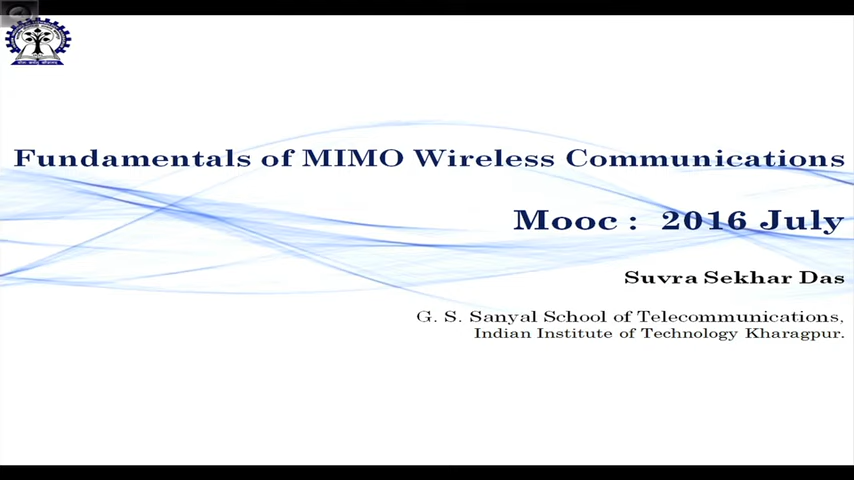 Fundamentals of MIMO Wireless Communications
Mooc : 2016 July
Suvra Sekhar Das
G. S. Sanyal School of Telecommunications,
Indian Institute of Technology Kharagpur.